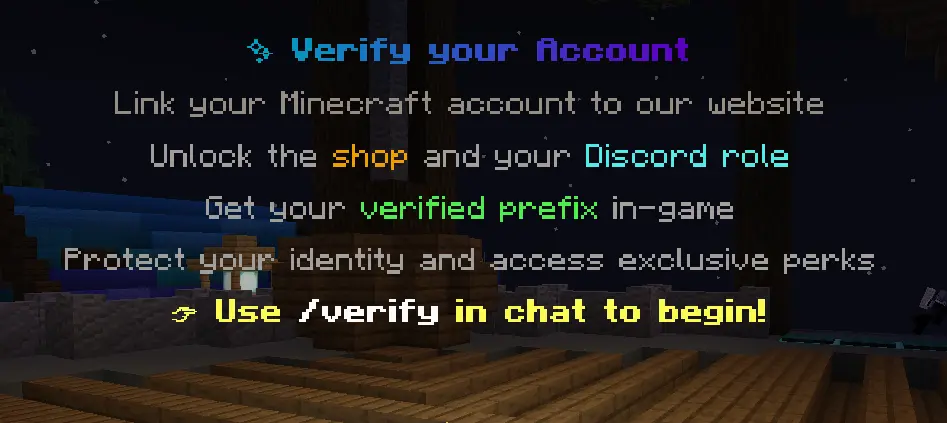 Verify your Account
Link your Minecraft account to our website
Unlock the shop and your Discord role
Get your verified prefix in-game
Protect your identity and access exclusive perks.
☞ Use /verify in chat to begin!